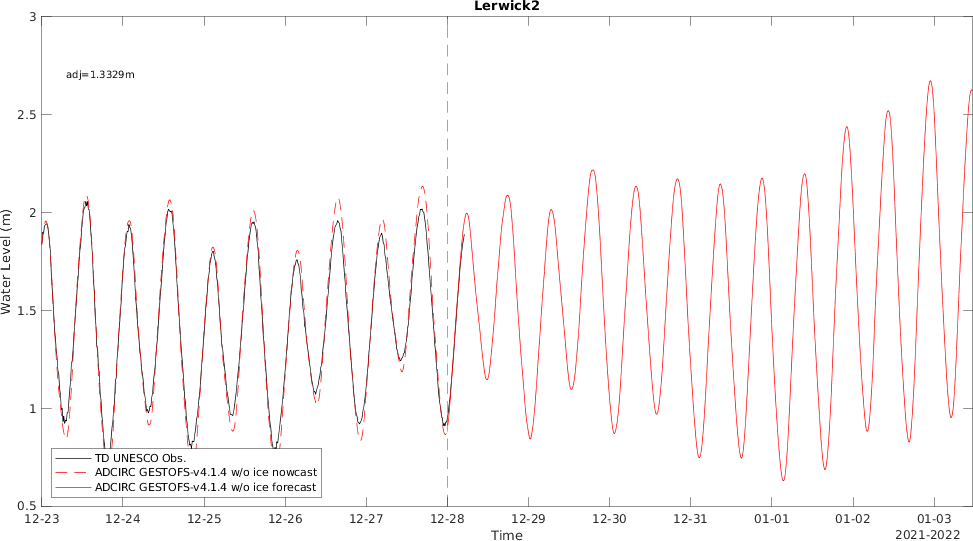 Lerwick2
adj=1.3329m
3
2.5
2
1.5
1
0.5
Water Level (m)
TD UNESCO Obs.
ADCIRC GESTOFS-v4.1.4 w/o ice nowcast
ADCIRC GESTOFS-v4.1.4 w/o ice forecast
12-23 12-24 12-25 12-26 12-27 12-28 12-29 12-30 12-31 01-01 01-02 01-03
Time
2021-2022